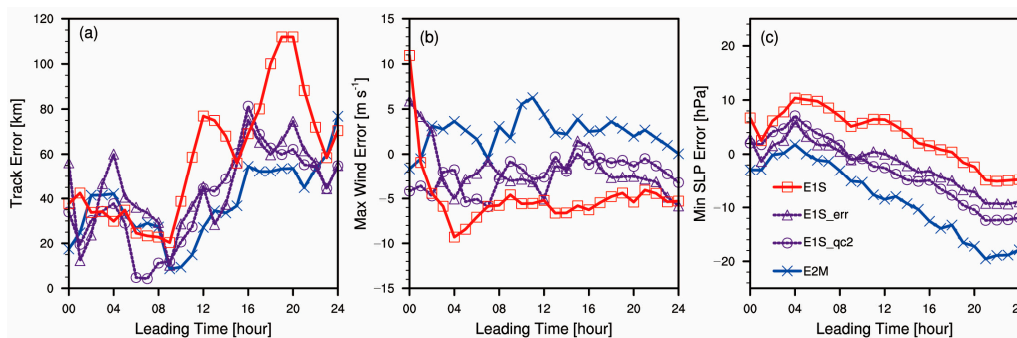 (a)
Track Error [km]
120
100
80
60
40
20
0
00 04 08 12 16 20 24
Leading Time [hour]
(b)
Max Wind Error [m s⁻¹]
15
10
5
0
−5
−10
−15
00 04 08 12 16 20 24
Leading Time [hour]
(c)
Min SLP Error [hPa]
20
10
0
−10
−20
E1S
E1S_err
E1S_qc2
E2M
00 04 08 12 16 20 24
Leading Time [hour]